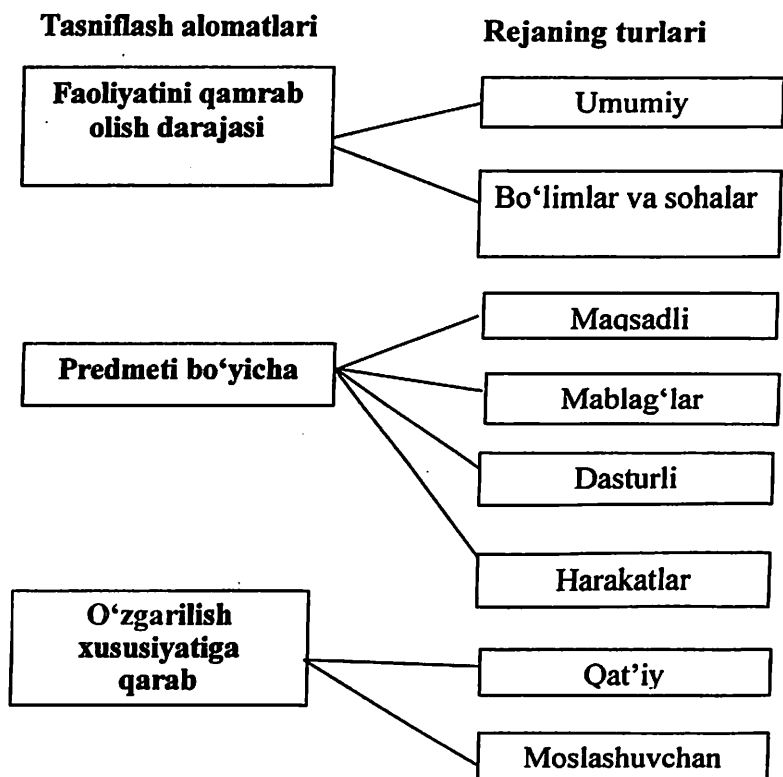 Tasniflash alomatlari
Rejaning turlari
Faoliyatini qamrab
olish darajasi
Umumiy
Bo‘limlar va sohalar
Predmeti bo‘yicha
Maqsadli
Mablag‘lar
Dasturli
Harakatlar
O‘zgarilish
xususiyatiga
qarab
Qat’iy
Moslashuvchan